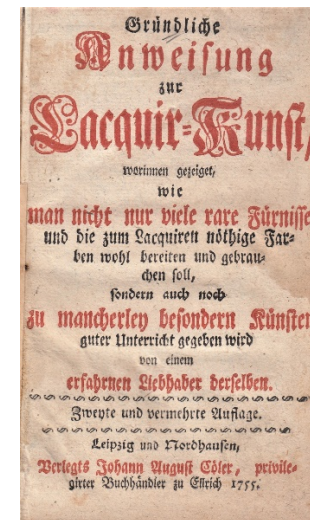 Gründliche
Anweisung
zur
Lacquir-Kunst,
worinnen gezeiget,
wie
man nicht nur viele rare Fürnisse
und die zum Lacquiren nöthige Far-
ben wohl bereiten und gebrau-
chen soll,
sondern auch noch
zu mancherley besondern Künsten
guter Unterricht gegeben wird
von einem
erfahrnen Liebhaber derselben.
Zweyte und vermehrte Auflage.
Leipzig und Nordhausen,
Verlegts Johann August Cöler, privile-
girter Buchhändler zu Ellrich 1755.